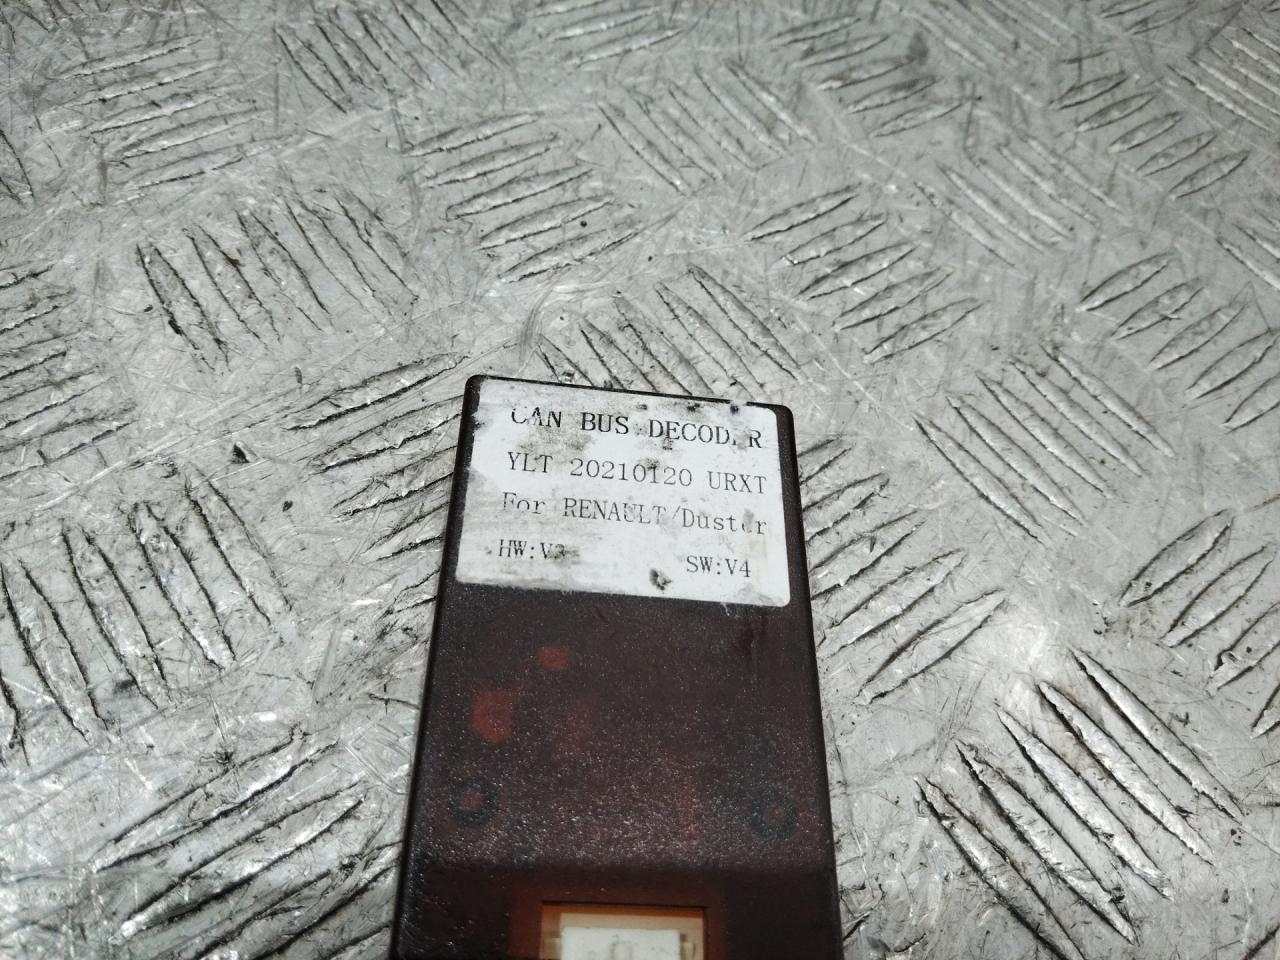 CAN BUS DECODER
YLT 20210120 URXT
For RENAULT/Duster
HW:V3 SW:V4